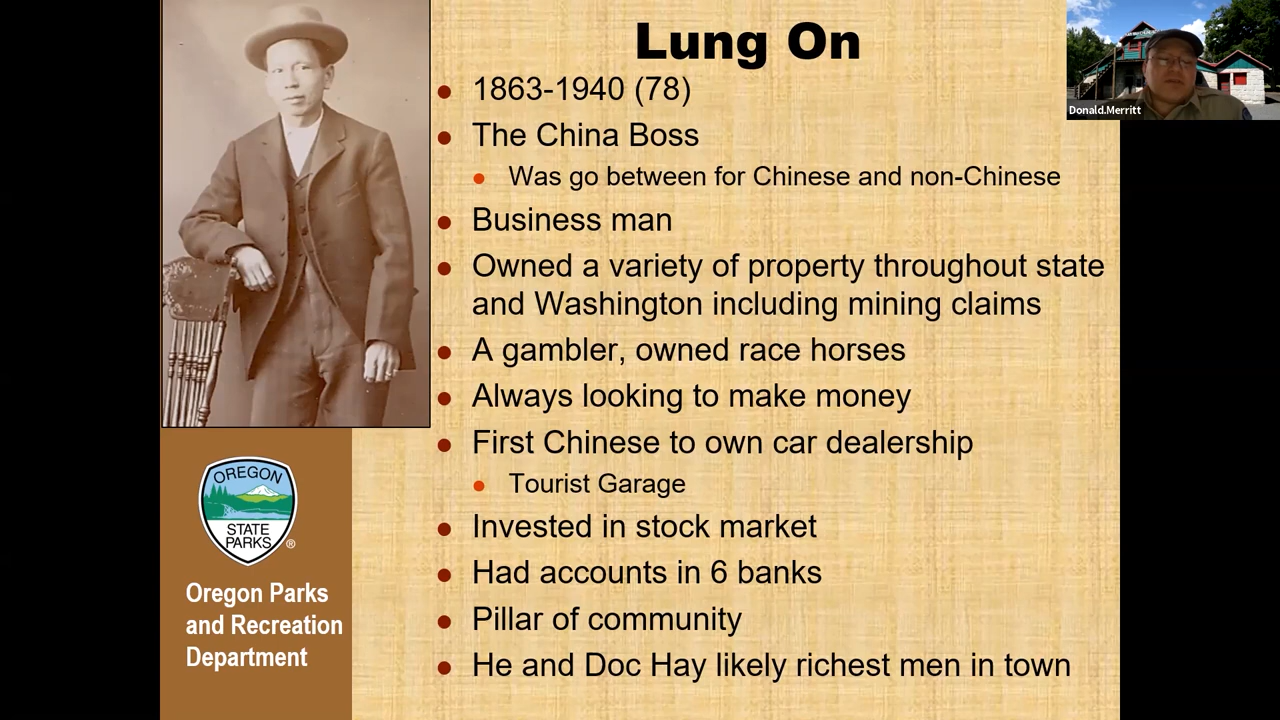 Lung On
1863-1940 (78)
The China Boss
Was go between for Chinese and non-Chinese
Business man
Owned a variety of property throughout state
and Washington including mining claims
A gambler, owned race horses
Always looking to make money
First Chinese to own car dealership
Tourist Garage
Invested in stock market
Had accounts in 6 banks
Pillar of community
He and Doc Hay likely richest men in town
OREGON
STATE
PARKS
®
Oregon Parks
and Recreation
Department
Donald.Merritt